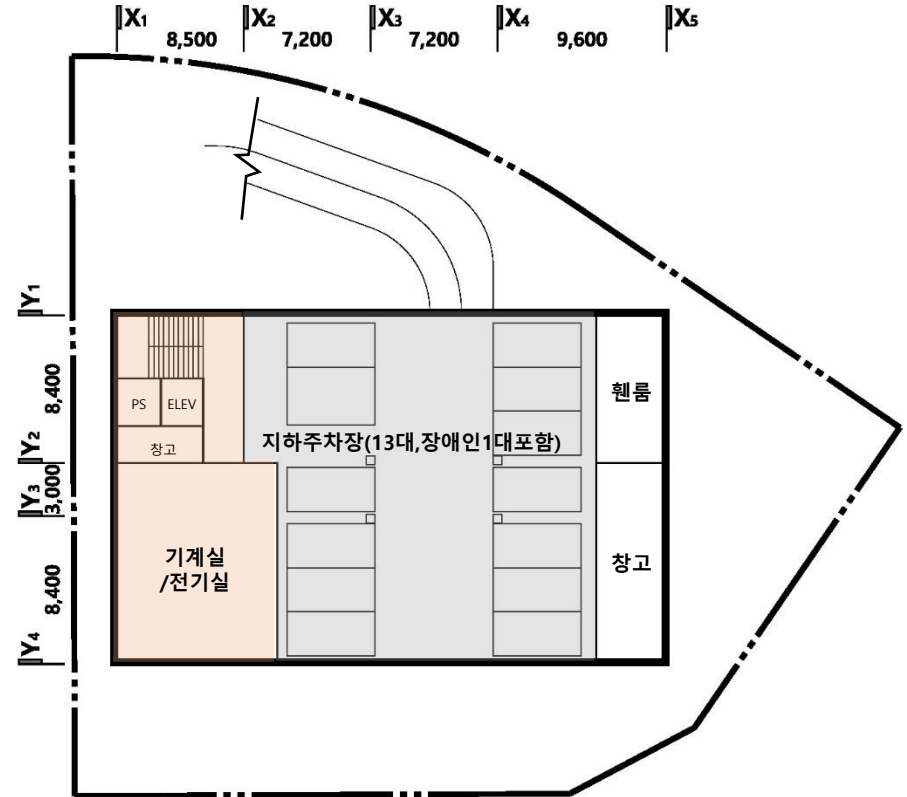 X1 X2 X3 X4 X5
8,500 7,200 7,200 9,600
Y1
8,400
Y2
3,000
Y3
8,400
Y4
PS ELEV
창고
휀룸
지하주차장(13대,장애인1대포함)
기계실
/전기실
창고